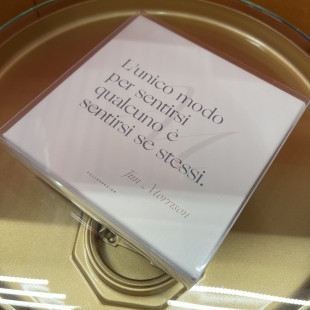 L'unico modo
per sentirsi
qualcuno è
sentirsi se stessi.
Jim Morrison